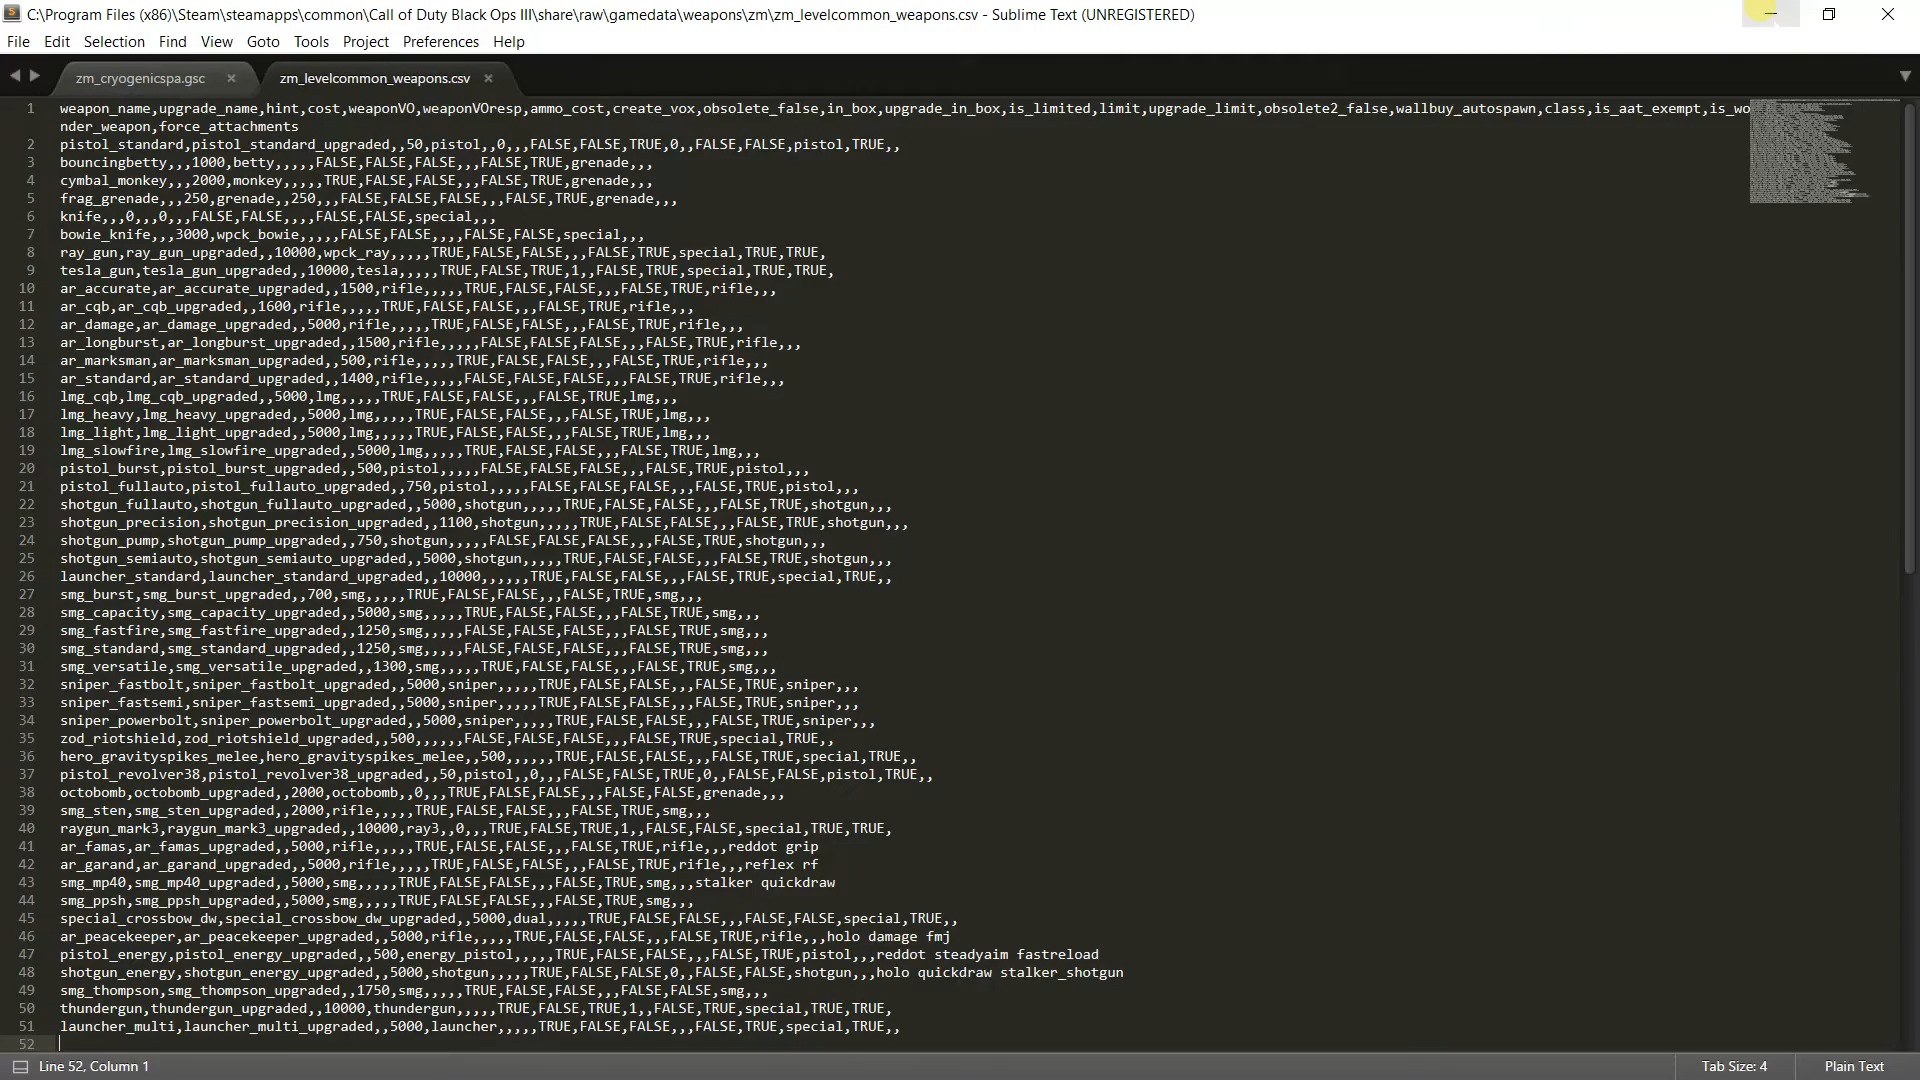 C:\Program Files (x86)\Steam\steamapps\common\Call of Duty Black Ops III\share\raw\gamedata\weapons\zm\zm_levelcommon_weapons.csv - Sublime Text (UNREGISTERED)
File Edit Selection Find View Goto Tools Project Preferences Help
zm_cryogenicspa.gsc × zm_levelcommon_weapons.csv ×
1 weapon_name,upgrade_name,hint,cost,weaponVO,weaponVOresp,ammo_cost,create_vox,obsolete_false,in_box,upgrade_in_box,is_limited,limit,upgrade_limit,obsolete2_false,wallbuy_autospawn,class,is_aat_exempt,is_wo
nder_weapon,force_attachments
2 pistol_standard,pistol_standard_upgraded,,50,pistol,,0,,,FALSE,FALSE,TRUE,0,,FALSE,FALSE,pistol,TRUE,,
3 bouncingbetty,,,1000,betty,,,,,FALSE,FALSE,FALSE,,,FALSE,TRUE,grenade,,,
4 cymbal_monkey,,,2000,monkey,,,,,TRUE,FALSE,FALSE,,,FALSE,TRUE,grenade,,,
5 frag_grenade,,,250,grenade,,250,,,FALSE,FALSE,FALSE,,,FALSE,TRUE,grenade,,,
6 knife,,,0,,,0,,,FALSE,FALSE,,,,FALSE,FALSE,special,,,
7 bowie_knife,,,3000,wpck_bowie,,,,,FALSE,FALSE,,,,FALSE,FALSE,special,,,
8 ray_gun,ray_gun_upgraded,,10000,wpck_ray,,,,,TRUE,FALSE,FALSE,,,FALSE,TRUE,special,TRUE,TRUE,
9 tesla_gun,tesla_gun_upgraded,,10000,tesla,,,,,TRUE,FALSE,TRUE,1,,FALSE,TRUE,special,TRUE,TRUE,
10 ar_accurate,ar_accurate_upgraded,,1500,rifle,,,,,TRUE,FALSE,FALSE,,,FALSE,TRUE,rifle,,,
11 ar_cqb,ar_cqb_upgraded,,1600,rifle,,,,,TRUE,FALSE,FALSE,,,FALSE,TRUE,rifle,,,
12 ar_damage,ar_damage_upgraded,,5000,rifle,,,,,TRUE,FALSE,FALSE,,,FALSE,TRUE,rifle,,,
13 ar_longburst,ar_longburst_upgraded,,1500,rifle,,,,,FALSE,FALSE,FALSE,,,FALSE,TRUE,rifle,,,
14 ar_marksman,ar_marksman_upgraded,,500,rifle,,,,,TRUE,FALSE,FALSE,,,FALSE,TRUE,rifle,,,
15 ar_standard,ar_standard_upgraded,,1400,rifle,,,,,FALSE,FALSE,FALSE,,,FALSE,TRUE,rifle,,,
16 lmg_cqb,lmg_cqb_upgraded,,5000,lmg,,,,,TRUE,FALSE,FALSE,,,FALSE,TRUE,lmg,,,
17 lmg_heavy,lmg_heavy_upgraded,,5000,lmg,,,,,TRUE,FALSE,FALSE,,,FALSE,TRUE,lmg,,,
18 lmg_light,lmg_light_upgraded,,5000,lmg,,,,,TRUE,FALSE,FALSE,,,FALSE,TRUE,lmg,,,
19 lmg_slowfire,lmg_slowfire_upgraded,,5000,lmg,,,,,TRUE,FALSE,FALSE,,,FALSE,TRUE,lmg,,,
20 pistol_burst,pistol_burst_upgraded,,500,pistol,,,,,FALSE,FALSE,FALSE,,,FALSE,TRUE,pistol,,,
21 pistol_fullauto,pistol_fullauto_upgraded,,750,pistol,,,,,FALSE,FALSE,FALSE,,,FALSE,TRUE,pistol,,,
22 shotgun_fullauto,shotgun_fullauto_upgraded,,5000,shotgun,,,,,TRUE,FALSE,FALSE,,,FALSE,TRUE,shotgun,,,
23 shotgun_precision,shotgun_precision_upgraded,,1100,shotgun,,,,,TRUE,FALSE,FALSE,,,FALSE,TRUE,shotgun,,,
24 shotgun_pump,shotgun_pump_upgraded,,750,shotgun,,,,,FALSE,FALSE,FALSE,,,FALSE,TRUE,shotgun,,,
25 shotgun_semiauto,shotgun_semiauto_upgraded,,5000,shotgun,,,,,TRUE,FALSE,FALSE,,,FALSE,TRUE,shotgun,,,
26 launcher_standard,launcher_standard_upgraded,,10000,,,,,,TRUE,FALSE,FALSE,,,FALSE,TRUE,special,TRUE,,
27 smg_burst,smg_burst_upgraded,,700,smg,,,,,TRUE,FALSE,FALSE,,,FALSE,TRUE,smg,,,
28 smg_capacity,smg_capacity_upgraded,,5000,smg,,,,,TRUE,FALSE,FALSE,,,FALSE,TRUE,smg,,,
29 smg_fastfire,smg_fastfire_upgraded,,1250,smg,,,,,FALSE,FALSE,FALSE,,,FALSE,TRUE,smg,,,
30 smg_standard,smg_standard_upgraded,,1250,smg,,,,,FALSE,FALSE,FALSE,,,FALSE,TRUE,smg,,,
31 smg_versatile,smg_versatile_upgraded,,1300,smg,,,,,TRUE,FALSE,FALSE,,,FALSE,TRUE,smg,,,
32 sniper_fastbolt,sniper_fastbolt_upgraded,,5000,sniper,,,,,TRUE,FALSE,FALSE,,,FALSE,TRUE,sniper,,,
33 sniper_fastsemi,sniper_fastsemi_upgraded,,5000,sniper,,,,,TRUE,FALSE,FALSE,,,FALSE,TRUE,sniper,,,
34 sniper_powerbolt,sniper_powerbolt_upgraded,,5000,sniper,,,,,TRUE,FALSE,FALSE,,,FALSE,TRUE,sniper,,,
35 zod_riotshield,zod_riotshield_upgraded,,500,,,,,,FALSE,FALSE,FALSE,,,FALSE,TRUE,special,TRUE,,
36 hero_gravityspikes_melee,hero_gravityspikes_melee,,500,,,,,,TRUE,FALSE,FALSE,,,FALSE,TRUE,special,TRUE,,
37 pistol_revolver38,pistol_revolver38_upgraded,,50,pistol,,0,,,FALSE,FALSE,TRUE,0,,FALSE,FALSE,pistol,TRUE,,
38 octobomb,octobomb_upgraded,,2000,octobomb,,0,,,TRUE,FALSE,FALSE,,,FALSE,FALSE,grenade,,,
39 smg_sten,smg_sten_upgraded,,2000,rifle,,,,,TRUE,FALSE,FALSE,,,FALSE,TRUE,smg,,,
40 raygun_mark3,raygun_mark3_upgraded,,10000,ray3,,0,,,TRUE,FALSE,TRUE,1,,FALSE,FALSE,special,TRUE,TRUE,
41 ar_famas,ar_famas_upgraded,,5000,rifle,,,,,TRUE,FALSE,FALSE,,,FALSE,TRUE,rifle,,,reddot grip
42 ar_garand,ar_garand_upgraded,,5000,rifle,,,,,TRUE,FALSE,FALSE,,,FALSE,TRUE,rifle,,,reflex rf
43 smg_mp40,smg_mp40_upgraded,,5000,smg,,,,,TRUE,FALSE,FALSE,,,FALSE,TRUE,smg,,,stalker quickdraw
44 smg_ppsh,smg_ppsh_upgraded,,5000,smg,,,,,TRUE,FALSE,FALSE,,,FALSE,TRUE,smg,,,
45 special_crossbow_dw,special_crossbow_dw_upgraded,,5000,dual,,,,,TRUE,FALSE,FALSE,,,FALSE,FALSE,special,TRUE,,
46 ar_peacekeeper,ar_peacekeeper_upgraded,,5000,rifle,,,,,TRUE,FALSE,FALSE,,,FALSE,TRUE,rifle,,,holo damage fmj
47 pistol_energy,pistol_energy_upgraded,,500,energy_pistol,,,,,TRUE,FALSE,FALSE,,,FALSE,TRUE,pistol,,,reddot steadyaim fastreload
48 shotgun_energy,shotgun_energy_upgraded,,5000,shotgun,,,,,TRUE,FALSE,FALSE,0,,FALSE,FALSE,shotgun,,,holo quickdraw stalker_shotgun
49 smg_thompson,smg_thompson_upgraded,,1750,smg,,,,,TRUE,FALSE,FALSE,,,FALSE,FALSE,smg,,,
50 thundergun,thundergun_upgraded,,10000,thundergun,,,,,TRUE,FALSE,TRUE,1,,FALSE,TRUE,special,TRUE,TRUE,
51 launcher_multi,launcher_multi_upgraded,,5000,launcher,,,,,TRUE,FALSE,FALSE,,,FALSE,TRUE,special,TRUE,,
52
Line 52, Column 1 Tab Size: 4 Plain Text